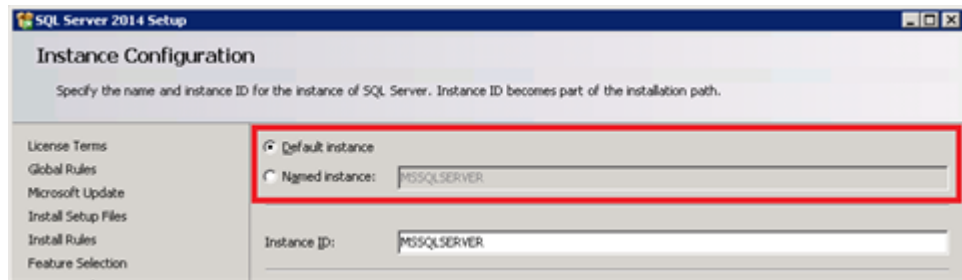 SQL Server 2014 Setup
Instance Configuration
Specify the name and instance ID for the instance of SQL Server. Instance ID becomes part of the installation path.
License Terms
Global Rules
Microsoft Update
Install Setup Files
Install Rules
Feature Selection
Default instance
Named instance: MSSQLSERVER
Instance ID: MSSQLSERVER